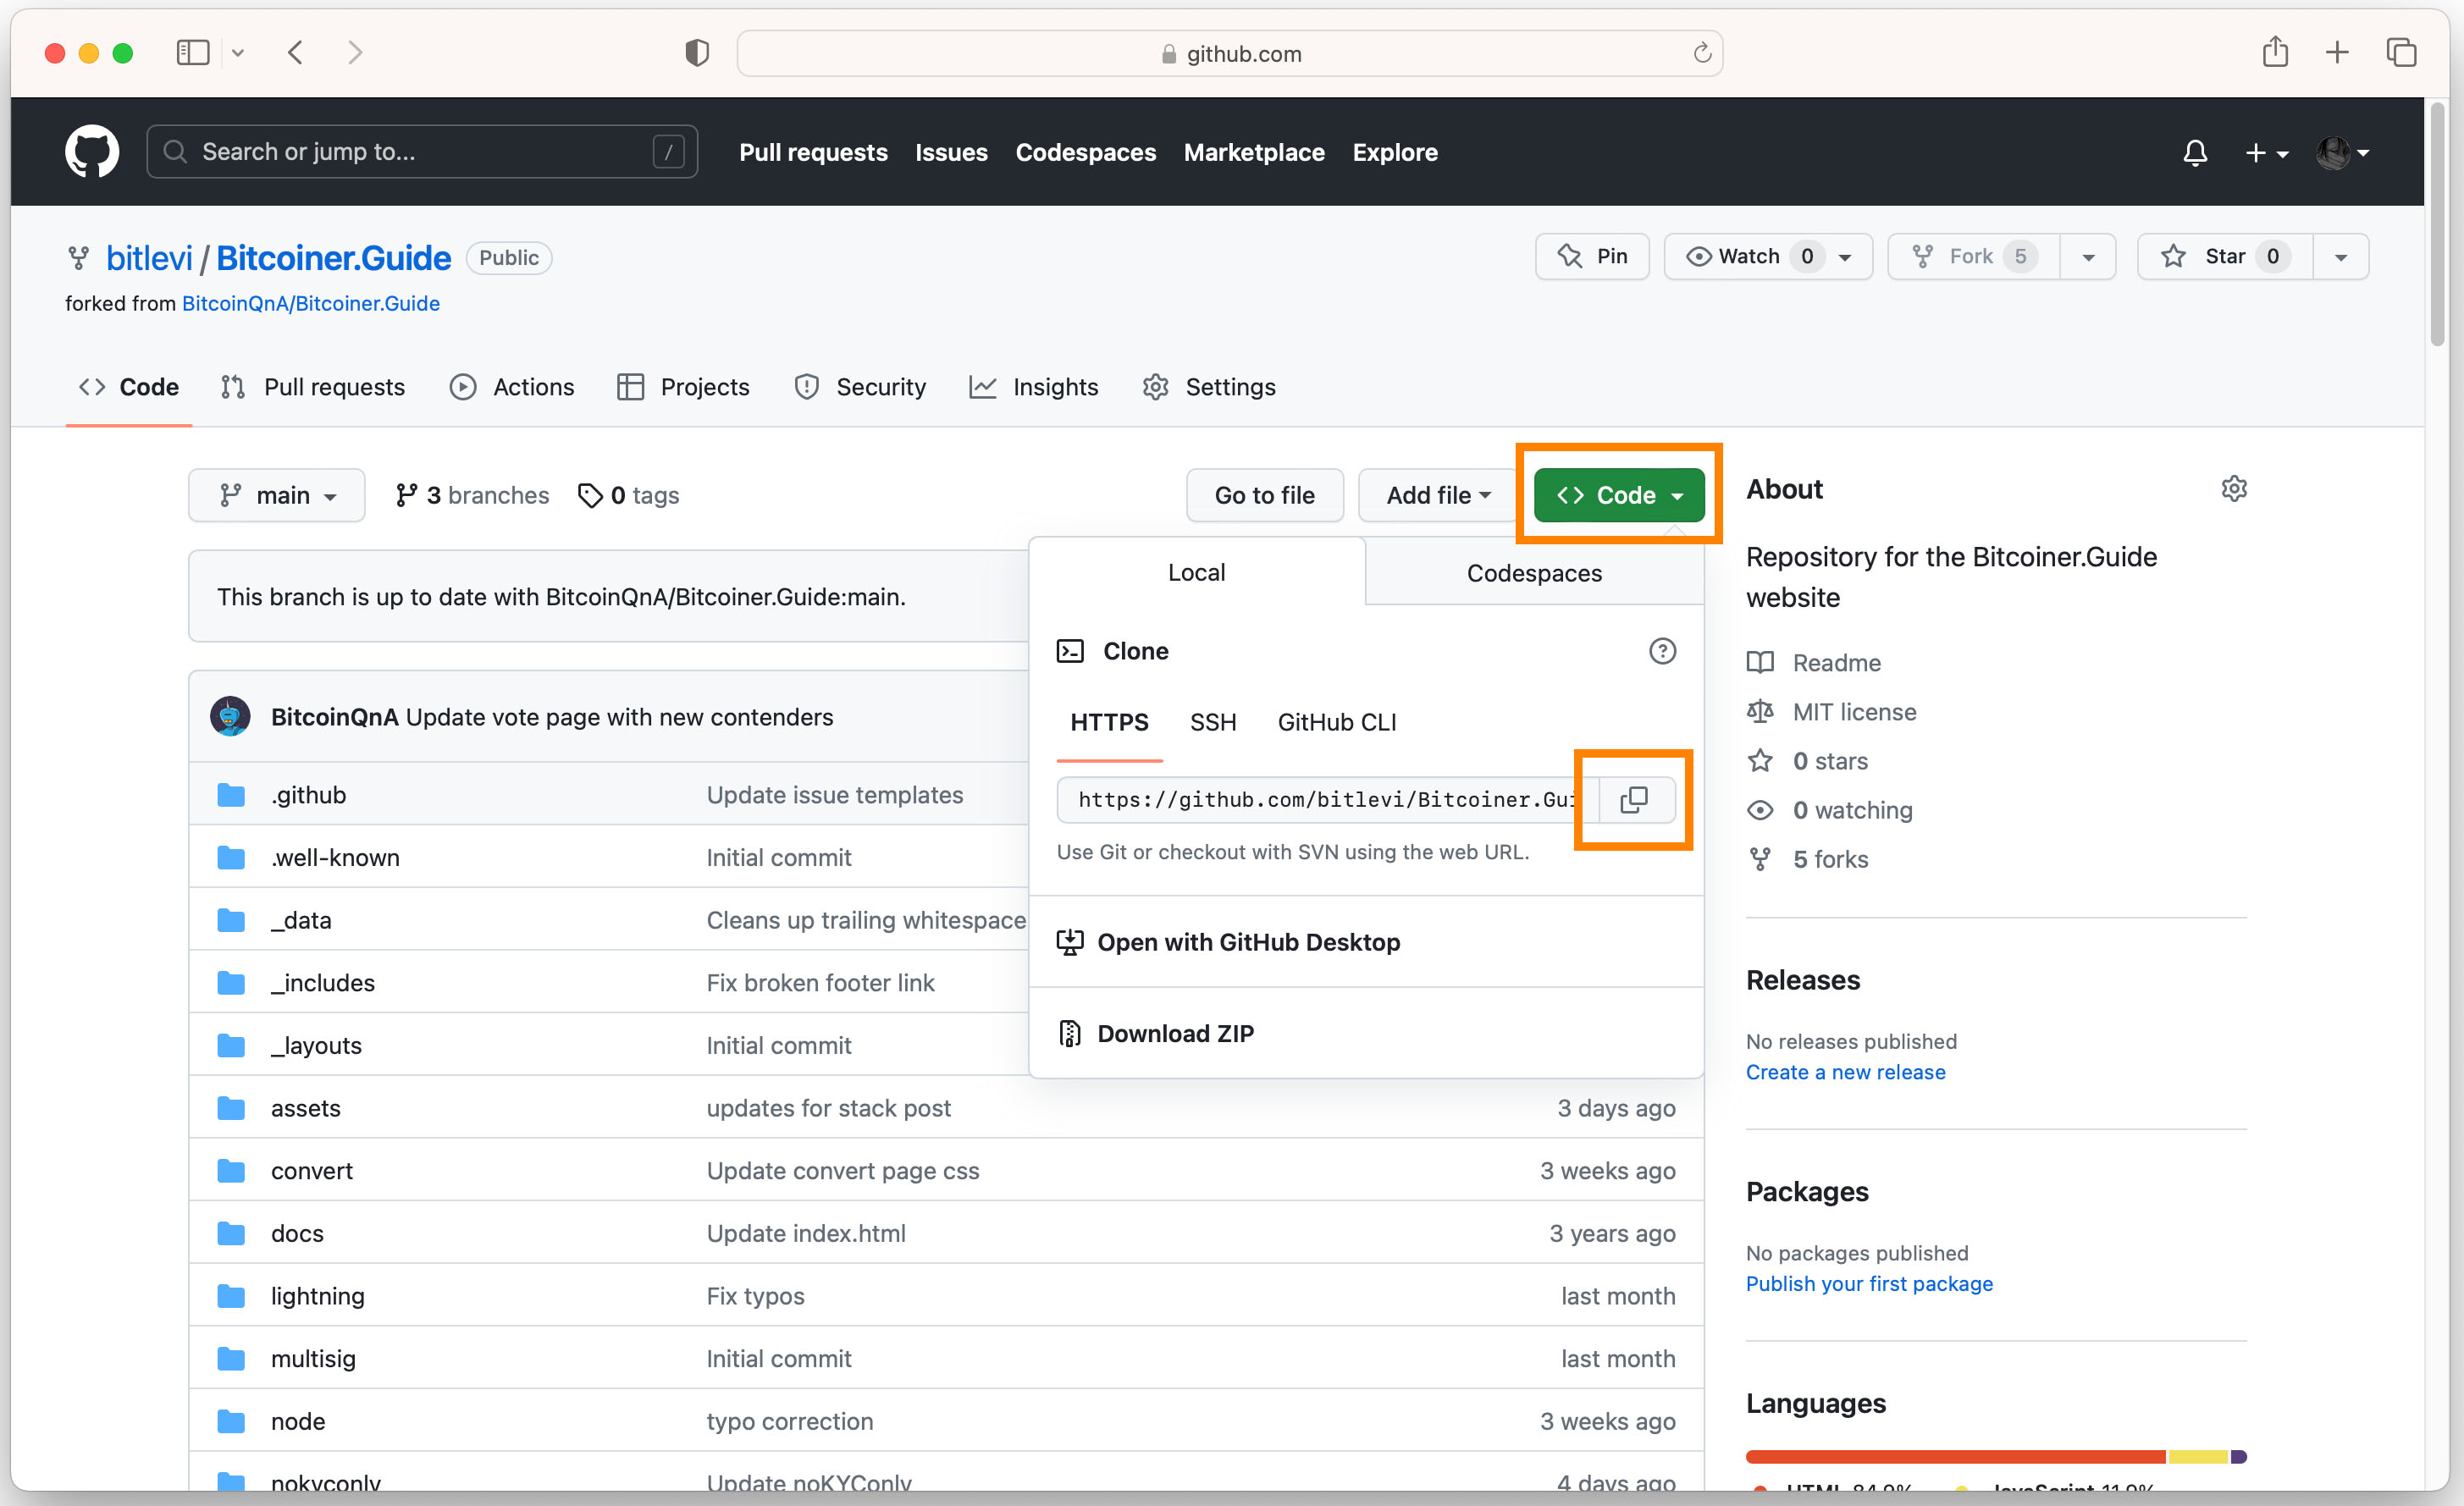 github.com
Search or jump to... /
Pull requests Issues Codespaces Marketplace Explore
bitlevi / Bitcoiner.Guide Public
Pin Watch 0 Fork 5 Star 0
forked from BitcoinQnA/Bitcoiner.Guide
Code Pull requests Actions Projects Security Insights Settings
main 3 branches 0 tags Go to file Add file Code
This branch is up to date with BitcoinQnA/Bitcoiner.Guide:main.
BitcoinQnA Update vote page with new contenders
.github Update issue templates
.well-known Initial commit
_data Cleans up trailing whitespace
_includes Fix broken footer link
_layouts Initial commit
assets updates for stack post 3 days ago
convert Update convert page css 3 weeks ago
docs Update index.html 3 years ago
lightning Fix typos last month
multisig Initial commit last month
node typo correction 3 weeks ago
nokyconly Update noKYConly 4 days ago
Local Codespaces
Clone
HTTPS SSH GitHub CLI
https://github.com/bitlevi/Bitcoiner.Gui
Use Git or checkout with SVN using the web URL.
Open with GitHub Desktop
Download ZIP
About
Repository for the Bitcoiner.Guide
website
Readme
MIT license
0 stars
0 watching
5 forks
Releases
No releases published
Create a new release
Packages
No packages published
Publish your first package
Languages
HTML 84.9% JavaScript 11.9%